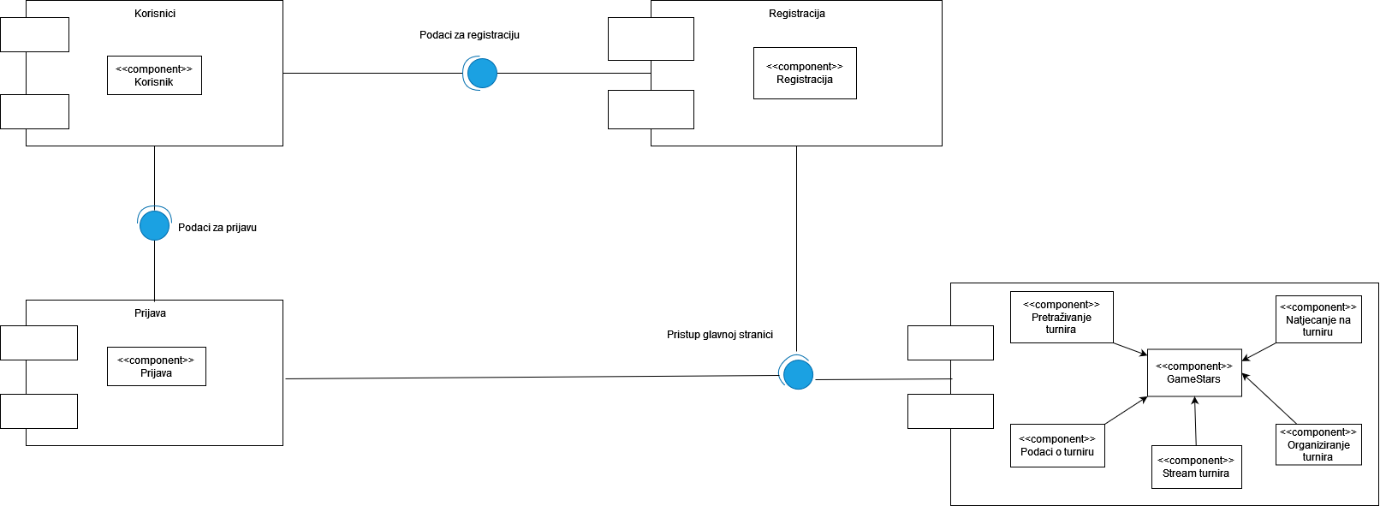 Korisnici
<<component>>
Korisnik
Podaci za registraciju
Registracija
<<component>>
Registracija
Podaci za prijavu
Prijava
<<component>>
Prijava
Pristup glavnoj stranici
<<component>>
Pretraživanje
turnira
<<component>>
Natjecanje na
turniru
<<component>>
GameStars
<<component>>
Podaci o turniru
<<component>>
Stream turnira
<<component>>
Organiziranje
turnira